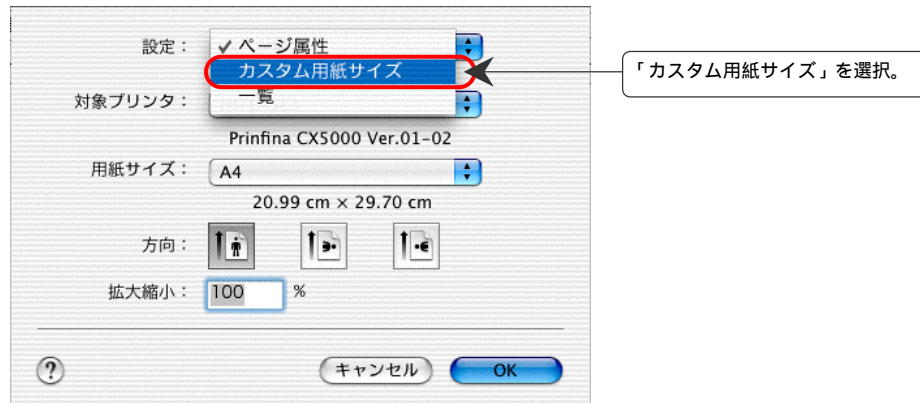 設定：
✓ ページ属性
カスタム用紙サイズ
一覧
「カスタム用紙サイズ」を選択。
対象プリンタ：
Prinfina CX5000 Ver.01-02
用紙サイズ：
A4
20.99 cm × 29.70 cm
方向：
拡大縮小：
100
%
?
キャンセル
OK